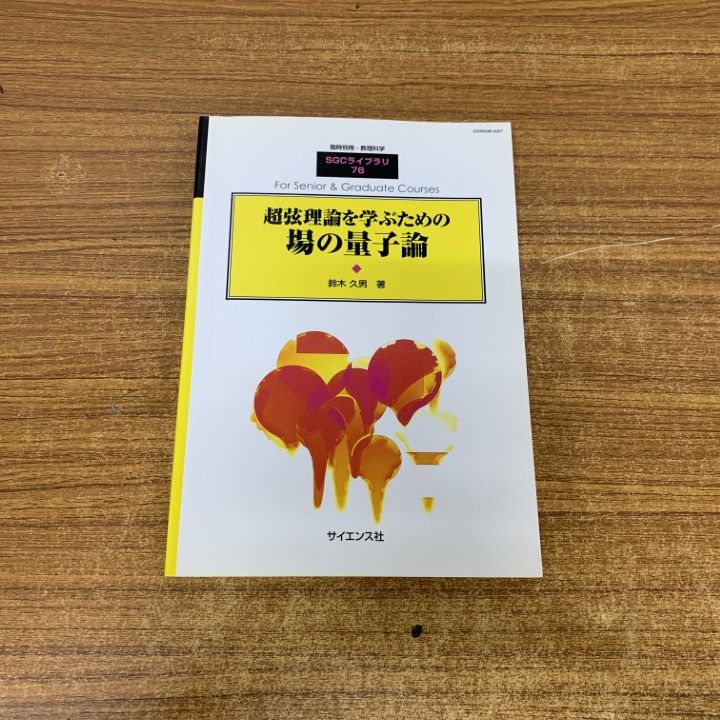 ISSN0386-8257
臨時別冊・数理科学
SGCライブラリ
76
For Senior & Graduate Courses
超弦理論を学ぶための
場の量子論
鈴木 久男 著
サイエンス社